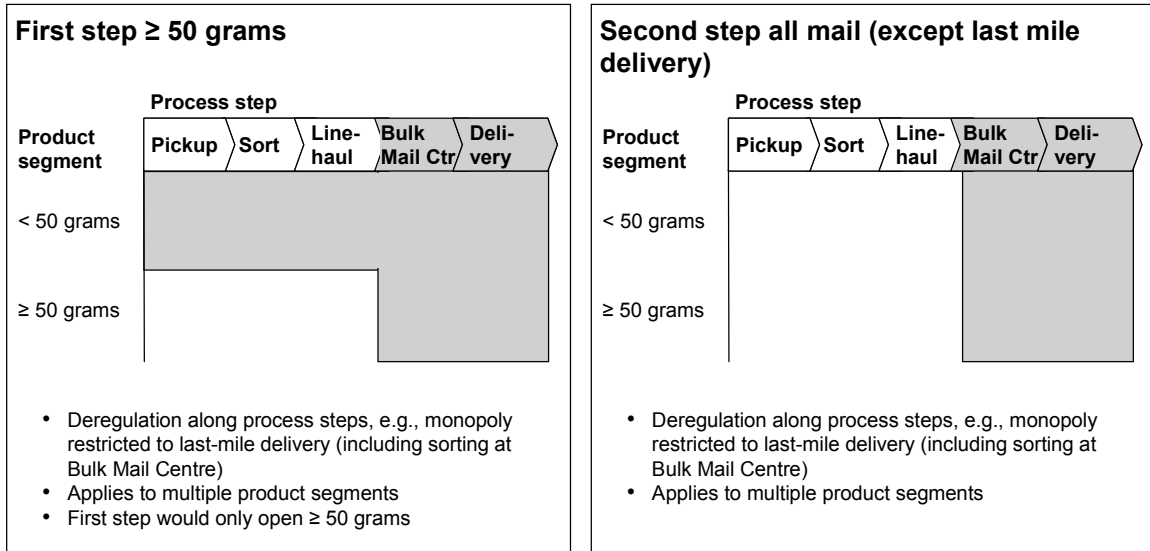 First step ≥ 50 grams
Process step
Product
segment
Pickup
Sort
Line-
haul
Bulk
Mail Ctr
Deli-
very
< 50 grams
≥ 50 grams
• Deregulation along process steps, e.g., monopoly
restricted to last-mile delivery (including sorting at
Bulk Mail Centre)
• Applies to multiple product segments
• First step would only open ≥ 50 grams
Second step all mail (except last mile
delivery)
Process step
Product
segment
Pickup
Sort
Line-
haul
Bulk
Mail Ctr
Deli-
very
< 50 grams
≥ 50 grams
• Deregulation along process steps, e.g., monopoly
restricted to last-mile delivery (including sorting at
Bulk Mail Centre)
• Applies to multiple product segments